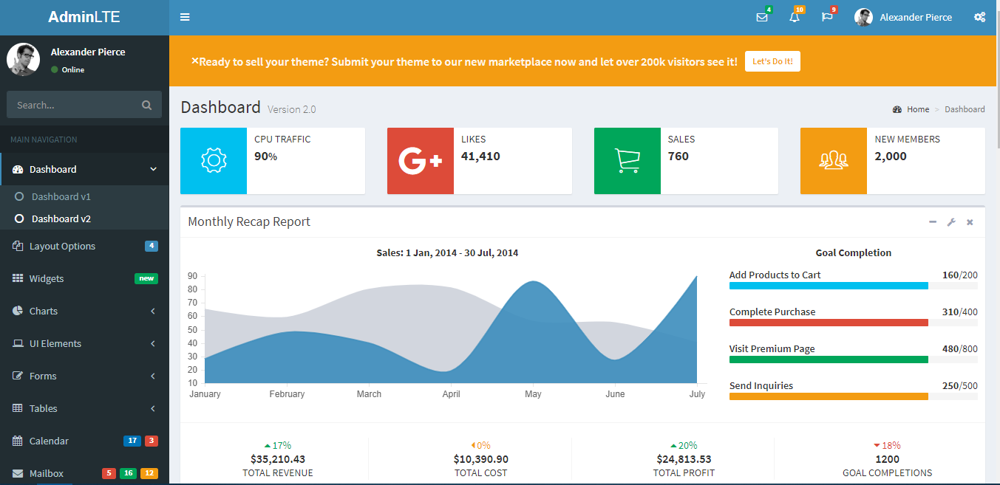 AdminLTE
4
10
9
Alexander Pierce
Alexander Pierce
Online
Search...
MAIN NAVIGATION
Dashboard
Dashboard v1
Dashboard v2
Layout Options 4
Widgets new
Charts
UI Elements
Forms
Tables
Calendar 17 3
Mailbox 5 16 12
×Ready to sell your theme? Submit your theme to our new marketplace now and let over 200k visitors see it! Let's Do It!
Dashboard Version 2.0
Home > Dashboard
CPU TRAFFIC
90%
G+
LIKES
41,410
SALES
760
NEW MEMBERS
2,000
Monthly Recap Report
Sales: 1 Jan, 2014 - 30 Jul, 2014
90
80
70
60
50
40
30
20
10
January February March April May June July
Goal Completion
Add Products to Cart 160/200
Complete Purchase 310/400
Visit Premium Page 480/800
Send Inquiries 250/500
17%
$35,210.43
TOTAL REVENUE
0%
$10,390.90
TOTAL COST
20%
$24,813.53
TOTAL PROFIT
18%
1200
GOAL COMPLETIONS